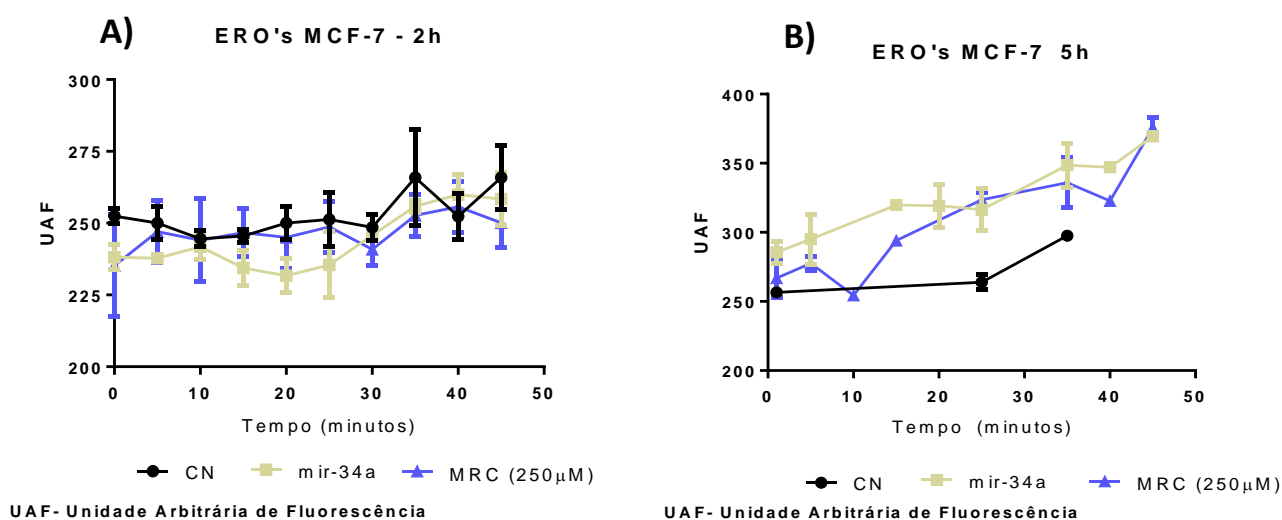 A)
ERO's MCF-7 - 2h
300
275
250
225
200
UAF
0 10 20 30 40 50
Tempo (minutos)
CN mir-34a MRC (250µM)
UAF- Unidade Arbitrária de Fluorescência
B)
ERO's MCF-7 5h
400
350
300
250
200
UAF
0 10 20 30 40 50
Tempo (minutos)
CN mir-34a MRC (250µM)
UAF- Unidade Arbitrária de Fluorescência